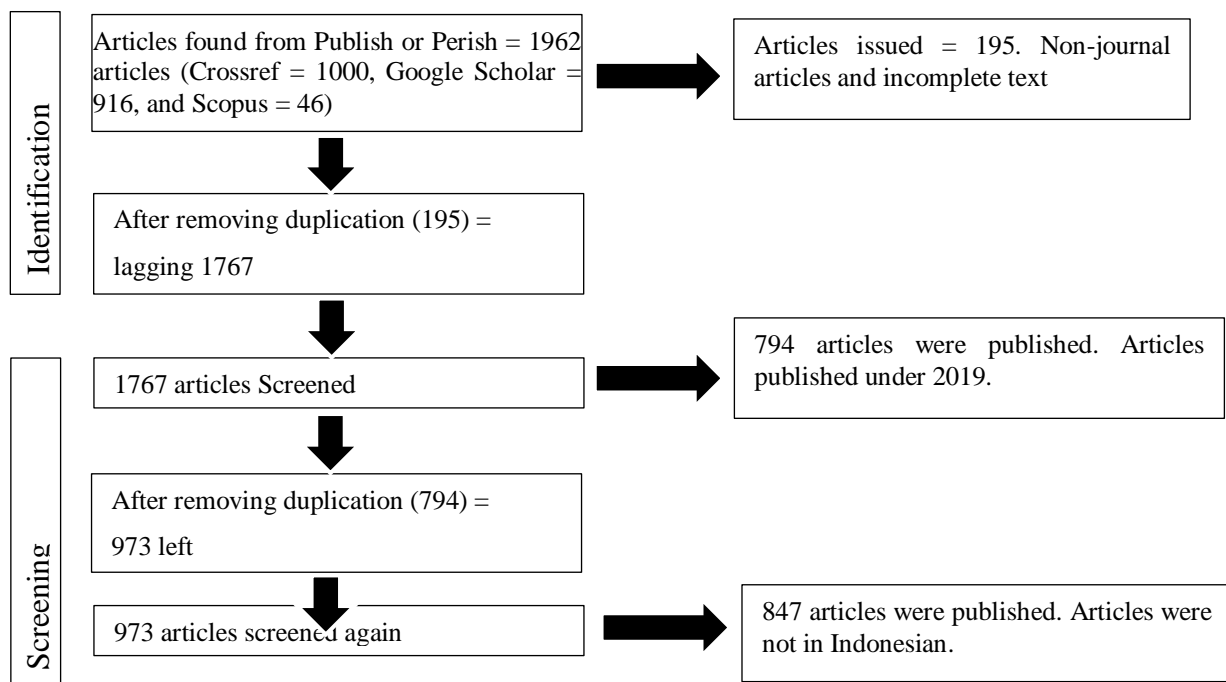 Identification
Articles found from Publish or Perish = 1962
articles (Crossref = 1000, Google Scholar =
916, and Scopus = 46)
Articles issued = 195. Non-journal
articles and incomplete text
After removing duplication (195) =
lagging 1767
Screening
1767 articles Screened
794 articles were published. Articles
published under 2019.
After removing duplication (794) =
973 left
973 articles screened again
847 articles were published. Articles were
not in Indonesian.